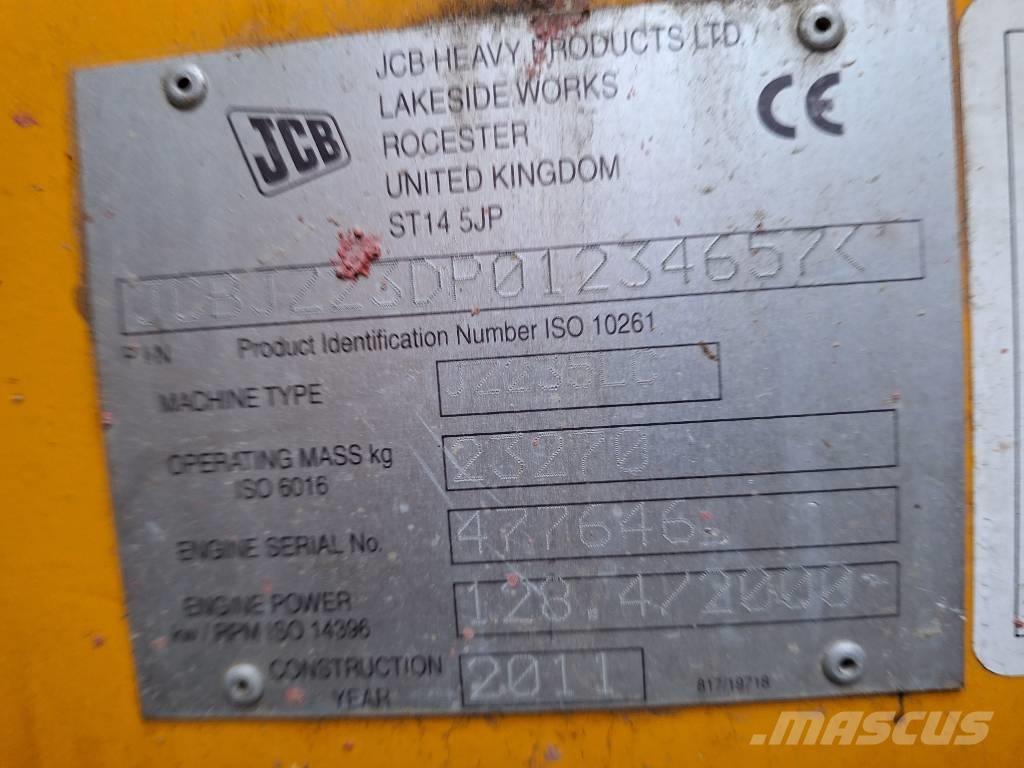 JCB HEAVY PRODUCTS LTD.
LAKESIDE WORKS
ROCESTER
UNITED KINGDOM
ST14 5JP
JCB
CE
JCBJZ23DP01234657<
P I N Product Identification Number ISO 10261
MACHINE TYPE JZ235LC
OPERATING MASS kg 23270
ISO 6016
ENGINE SERIAL No. 477646
ENGINE POWER 128.4/2000
kw / RPM ISO 14396
CONSTRUCTION 2011
YEAR
817/19718
MASCUS